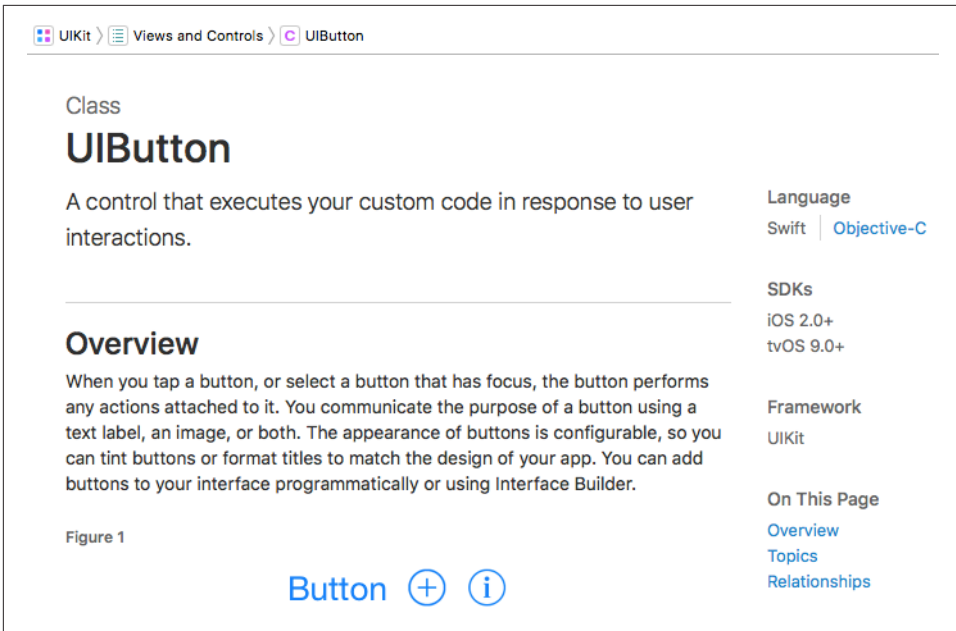 UIKit 〉 Views and Controls 〉 C UIButton
Class
UIButton
A control that executes your custom code in response to user
interactions.
Overview
When you tap a button, or select a button that has focus, the button performs
any actions attached to it. You communicate the purpose of a button using a
text label, an image, or both. The appearance of buttons is configurable, so you
can tint buttons or format titles to match the design of your app. You can add
buttons to your interface programmatically or using Interface Builder.
Figure 1
Button + i
Language
Swift Objective-C
SDKs
iOS 2.0+
tvOS 9.0+
Framework
UIKit
On This Page
Overview
Topics
Relationships